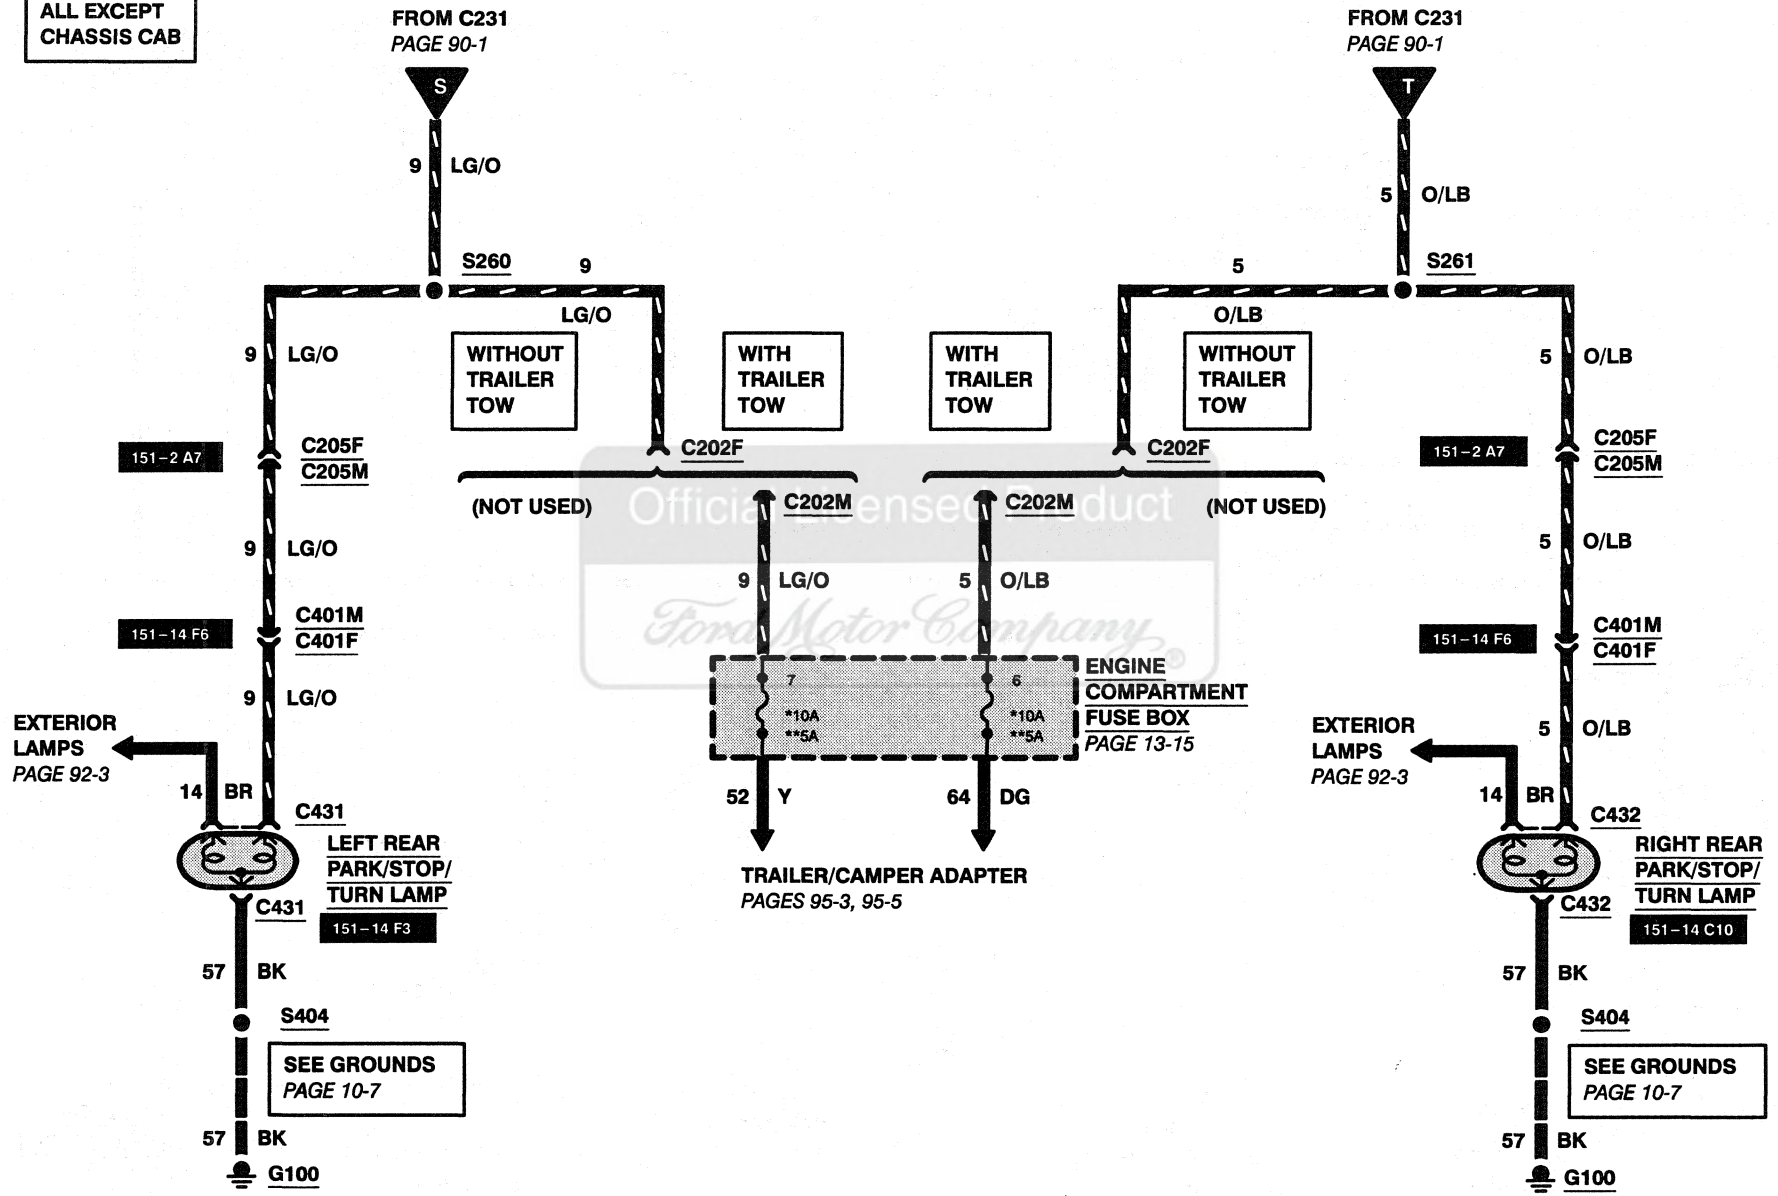 ALL EXCEPT
CHASSIS CAB
FROM C231
PAGE 90-1
S
9 LG/O
S260
9
LG/O
FROM C231
PAGE 90-1
T
5 O/LB
S261
5
O/LB
9 LG/O
WITHOUT
TRAILER
TOW
WITH
TRAILER
TOW
WITH
TRAILER
TOW
WITHOUT
TRAILER
TOW
5 O/LB
151-2 A7
C205F
C205M
C202F
(NOT USED)
C202M
C202F
C202M
(NOT USED)
151-2 A7
C205F
C205M
Official Licensed Product
Ford Motor Company®
9 LG/O
9 LG/O
5 O/LB
5 O/LB
151-14 F6
C401M
C401F
151-14 F6
C401M
C401F
9 LG/O
7
*10A
**5A
6
*10A
**5A
ENGINE
COMPARTMENT
FUSE BOX
PAGE 13-15
5 O/LB
EXTERIOR
LAMPS
PAGE 92-3
14 BR
C431
52 Y
64 DG
TRAILER/CAMPER ADAPTER
PAGES 95-3, 95-5
EXTERIOR
LAMPS
PAGE 92-3
14 BR
C432
LEFT REAR
PARK/STOP/
TURN LAMP
151-14 F3
C431
57 BK
S404
SEE GROUNDS
PAGE 10-7
57 BK
G100
RIGHT REAR
PARK/STOP/
TURN LAMP
151-14 C10
C432
57 BK
S404
SEE GROUNDS
PAGE 10-7
57 BK
G100